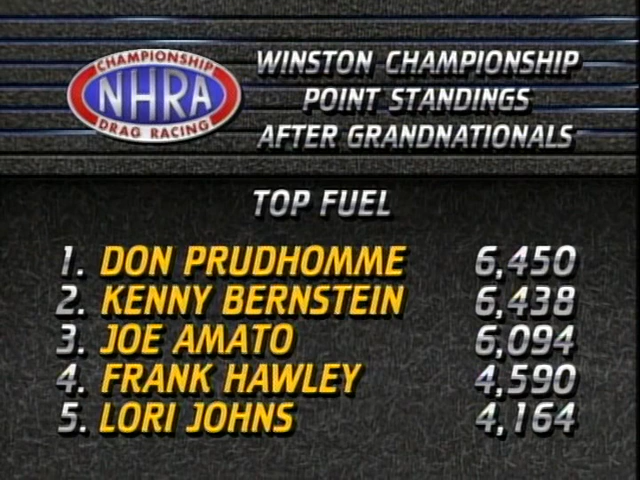 CHAMPIONSHIP
NHRA
DRAG RACING
WINSTON CHAMPIONSHIP
POINT STANDINGS
AFTER GRANDNATIONALS
TOP FUEL
1. DON PRUDHOMME 6,450
2. KENNY BERNSTEIN 6,438
3. JOE AMATO 6,094
4. FRANK HAWLEY 4,590
5. LORI JOHNS 4,164